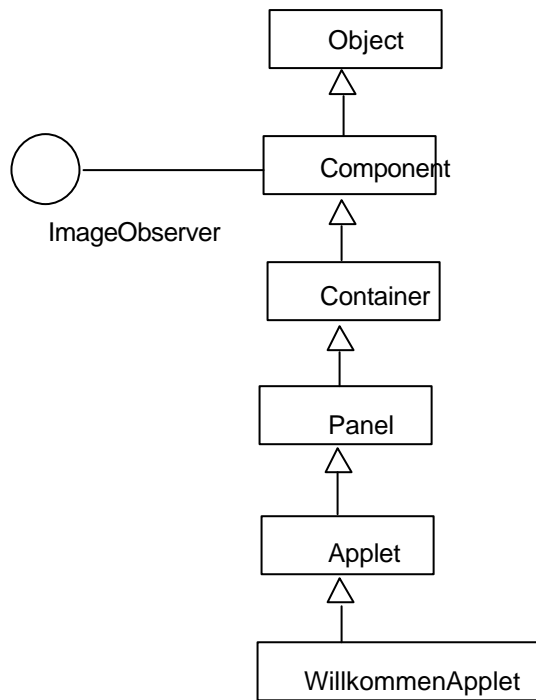 Object
Component
ImageObserver
Container
Panel
Applet
WillkommenApplet